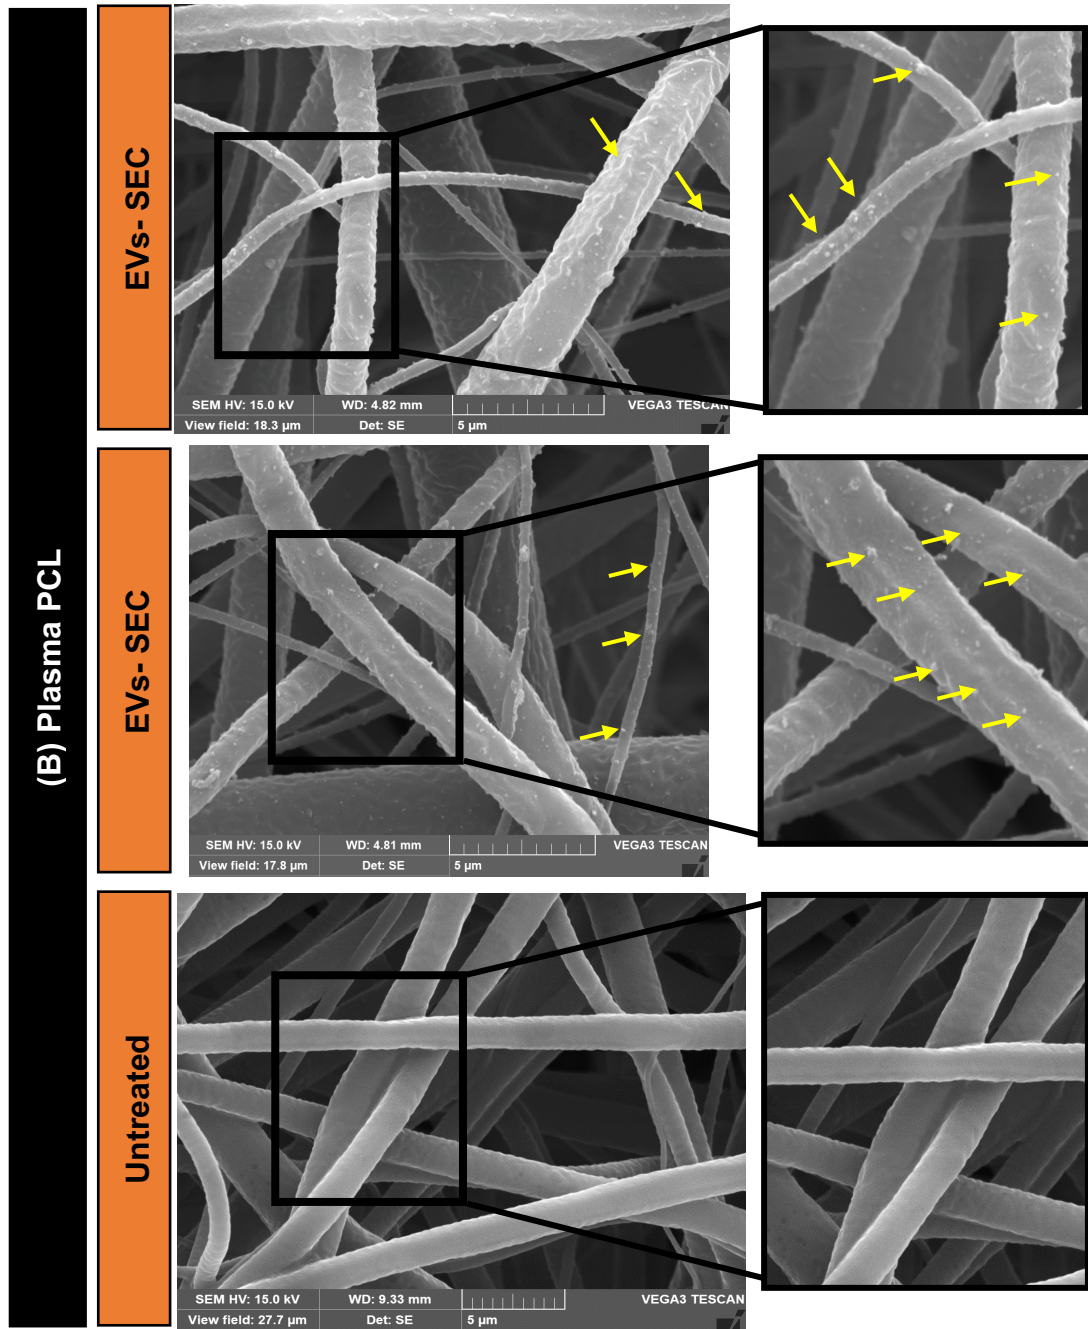 (B) Plasma PCL
EVs- SEC
SEM HV: 15.0 kV WD: 4.82 mm VEGA3 TESCAN
View field: 18.3 µm Det: SE 5 µm
EVs- SEC
SEM HV: 15.0 kV WD: 4.81 mm VEGA3 TESCAN
View field: 17.8 µm Det: SE 5 µm
Untreated
SEM HV: 15.0 kV WD: 9.33 mm VEGA3 TESCAN
View field: 27.7 µm Det: SE 5 µm